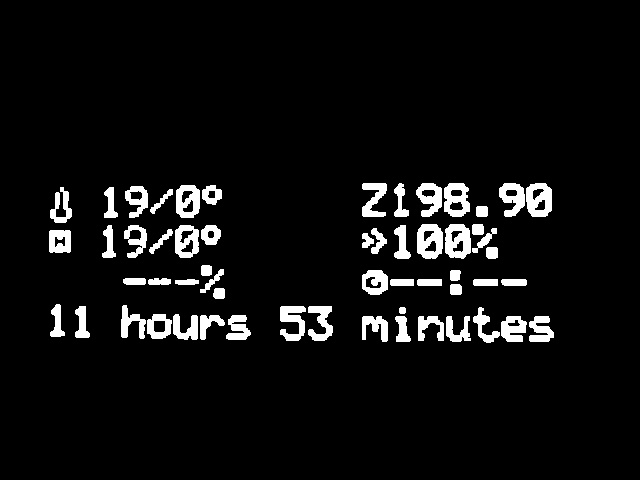 19/0° Z198.90
19/0° »100%
---% --:--
11 hours 53 minutes